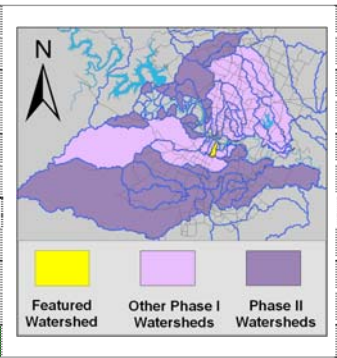 N
Featured Watershed
Other Phase I Watersheds
Phase II Watersheds